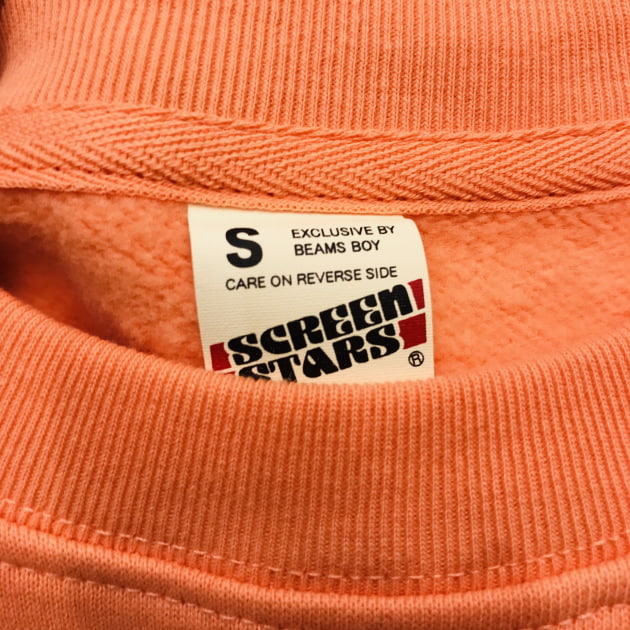 S
EXCLUSIVE BY
BEAMS BOY
CARE ON REVERSE SIDE
SCREEN
STARS
®